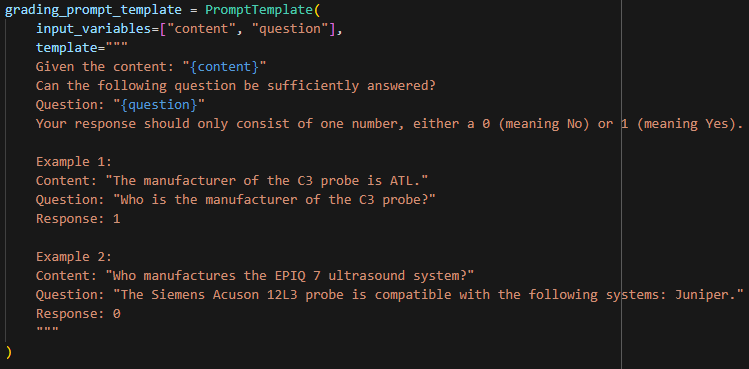 grading_prompt_template = PromptTemplate(
    input_variables=["content", "question"],
    template="""
    Given the content: "{content}"
    Can the following question be sufficiently answered?
    Question: "{question}"
    Your response should only consist of one number, either a 0 (meaning No) or 1 (meaning Yes).

    Example 1:
    Content: "The manufacturer of the C3 probe is ATL."
    Question: "Who is the manufacturer of the C3 probe?"
    Response: 1

    Example 2:
    Content: "Who manufactures the EPIQ 7 ultrasound system?"
    Question: "The Siemens Acuson 12L3 probe is compatible with the following systems: Juniper."
    Response: 0
    """
)